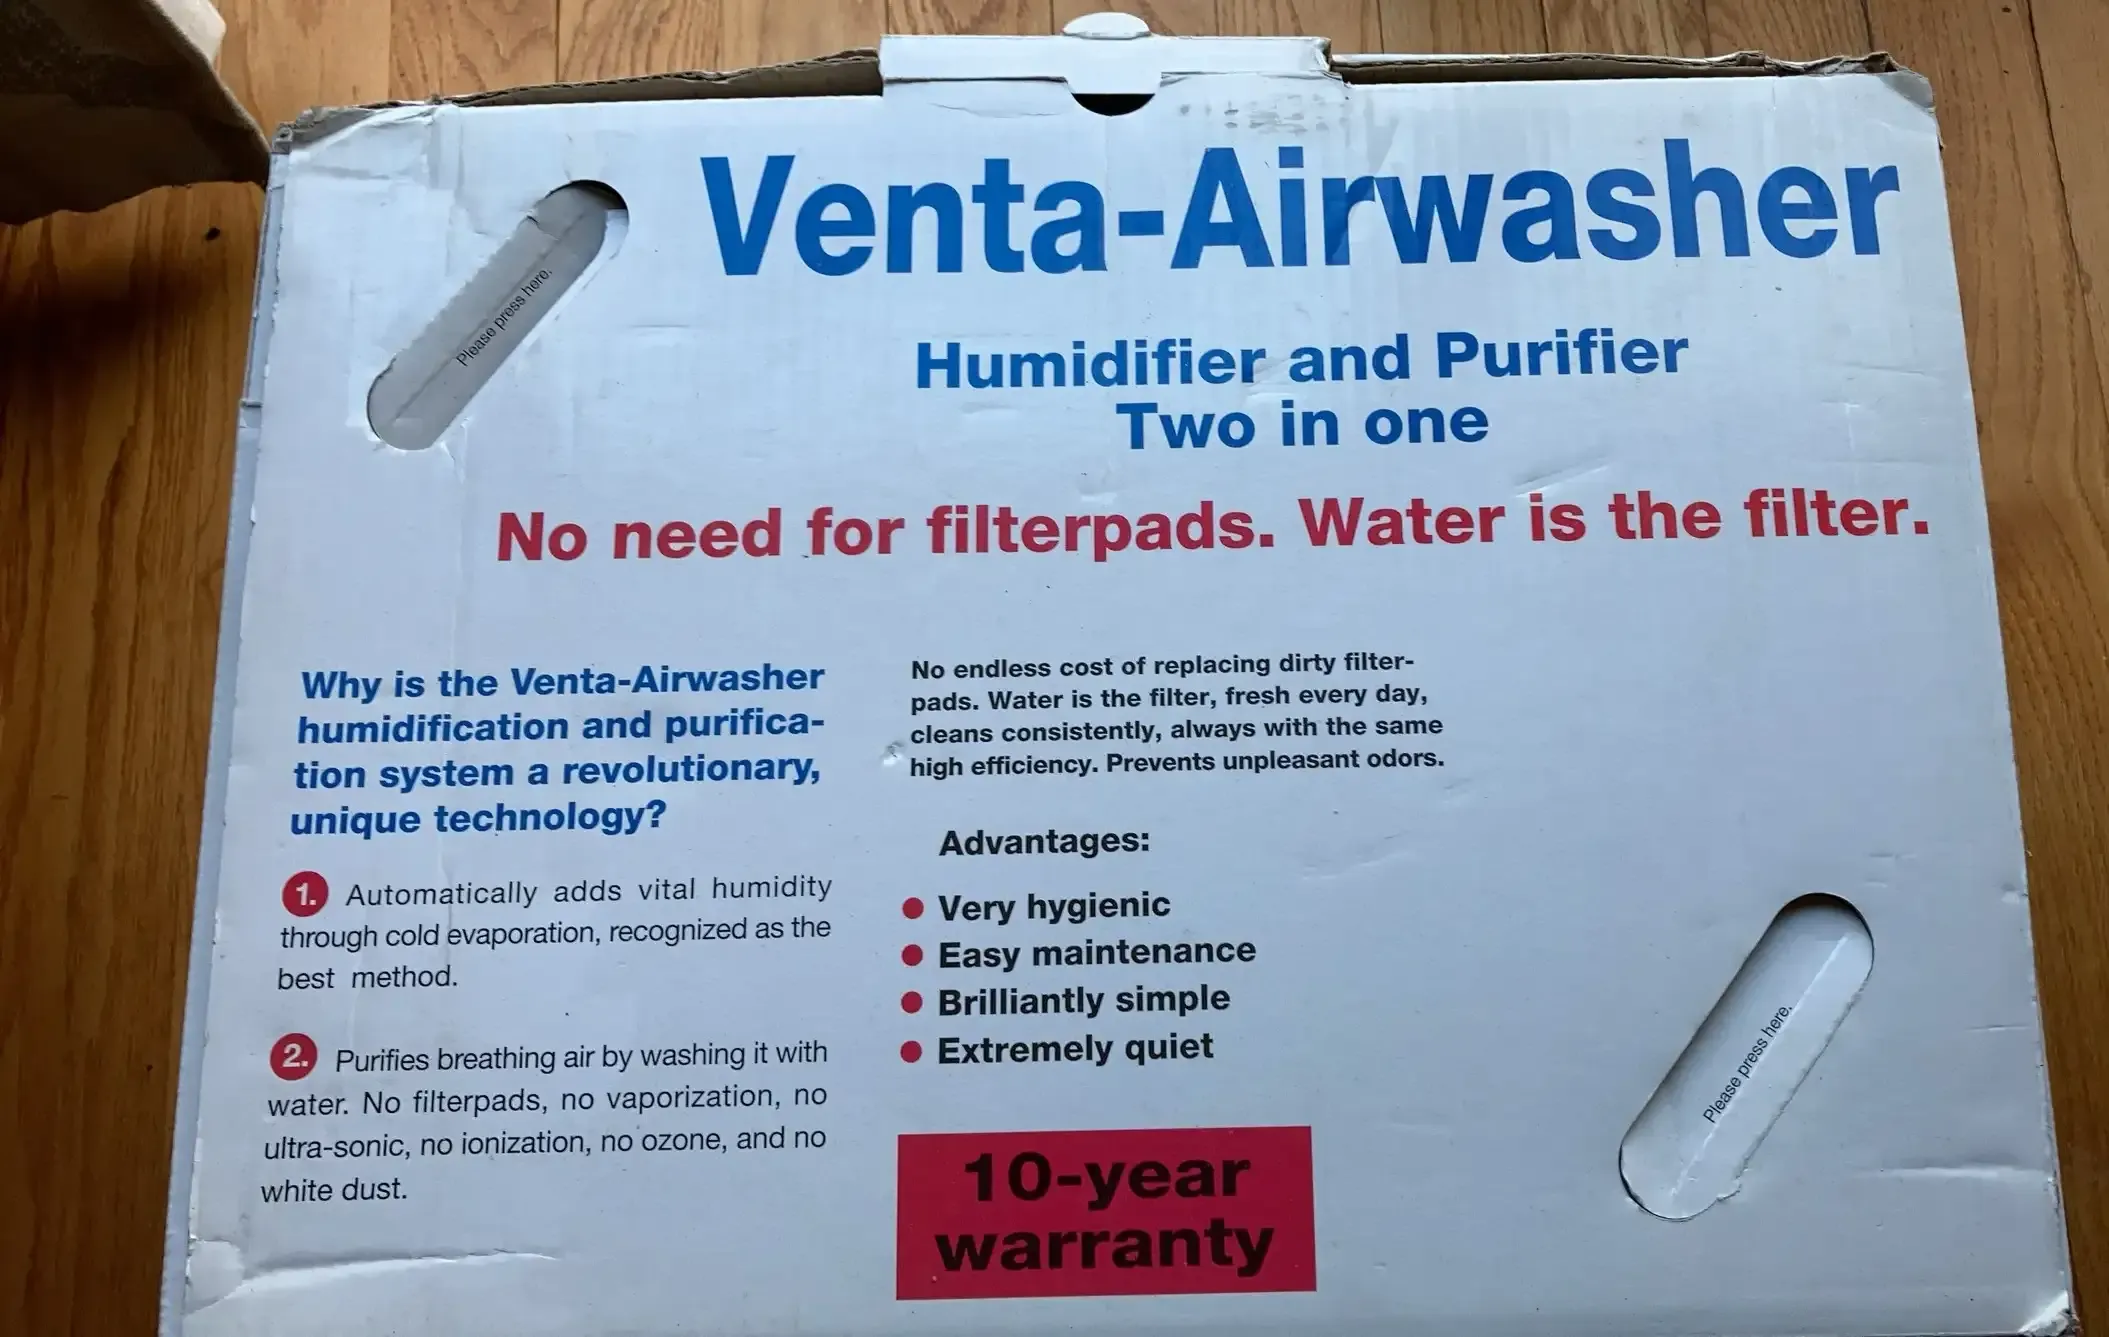 Venta-Airwasher
Please press here.
Humidifier and Purifier
Two in one
No need for filterpads. Water is the filter.
Why is the Venta-Airwasher
humidification and purifica-
tion system a revolutionary,
unique technology?
1. Automatically adds vital humidity
through cold evaporation, recognized as the
best method.
2. Purifies breathing air by washing it with
water. No filterpads, no vaporization, no
ultra-sonic, no ionization, no ozone, and no
white dust.
No endless cost of replacing dirty filter-
pads. Water is the filter, fresh every day,
cleans consistently, always with the same
high efficiency. Prevents unpleasant odors.
Advantages:
● Very hygienic
● Easy maintenance
● Brilliantly simple
● Extremely quiet
10-year
warranty
Please press here.